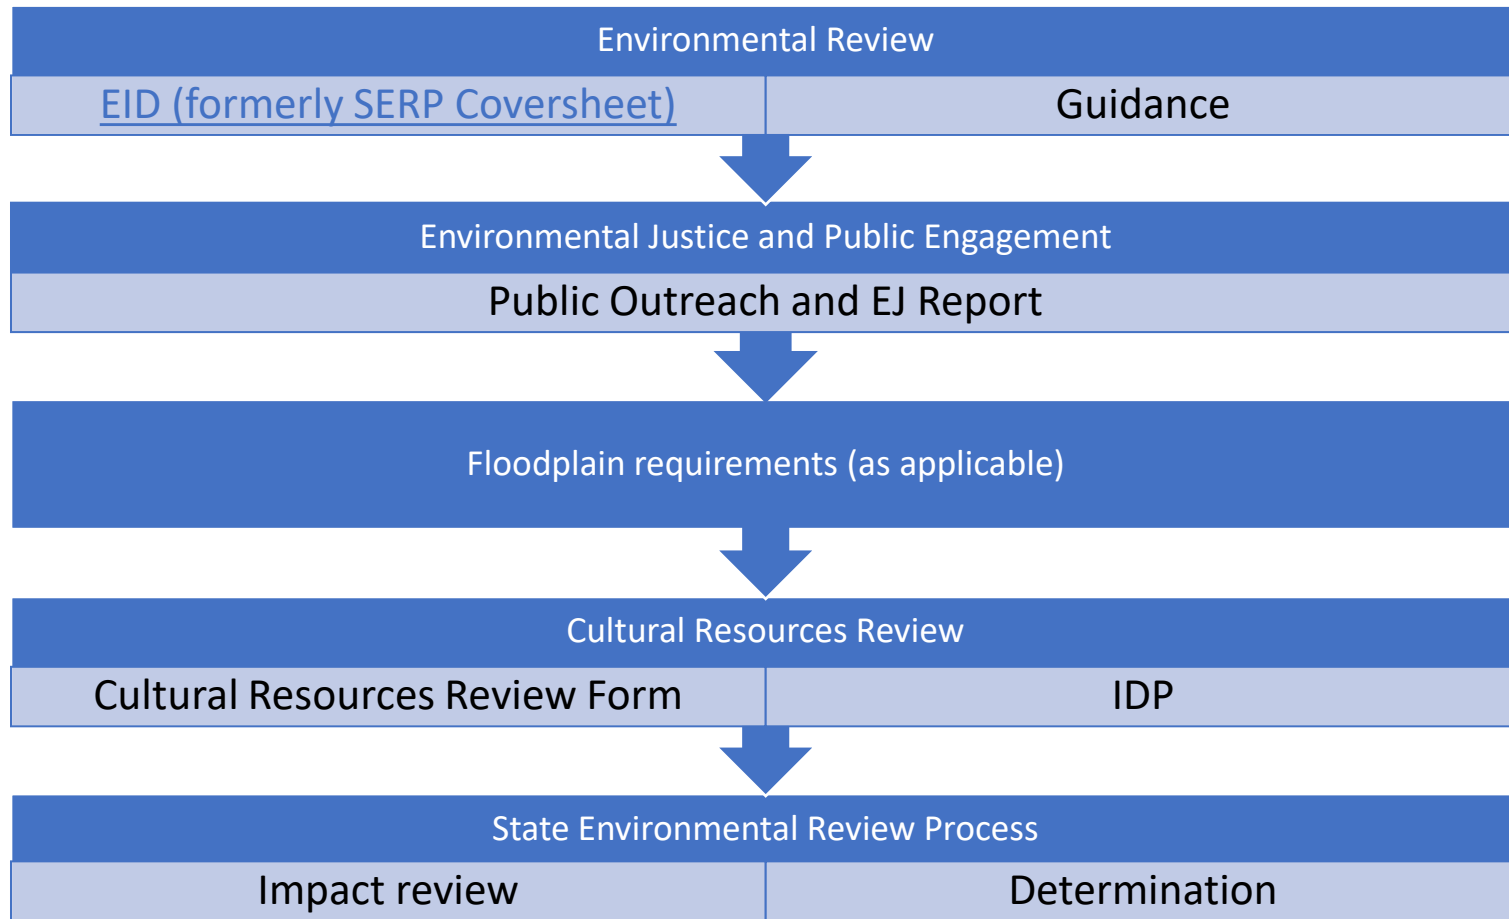 Environmental Review
EID (formerly SERP Coversheet)
Guidance
Environmental Justice and Public Engagement
Public Outreach and EJ Report
Floodplain requirements (as applicable)
Cultural Resources Review
Cultural Resources Review Form
IDP
State Environmental Review Process
Impact review
Determination